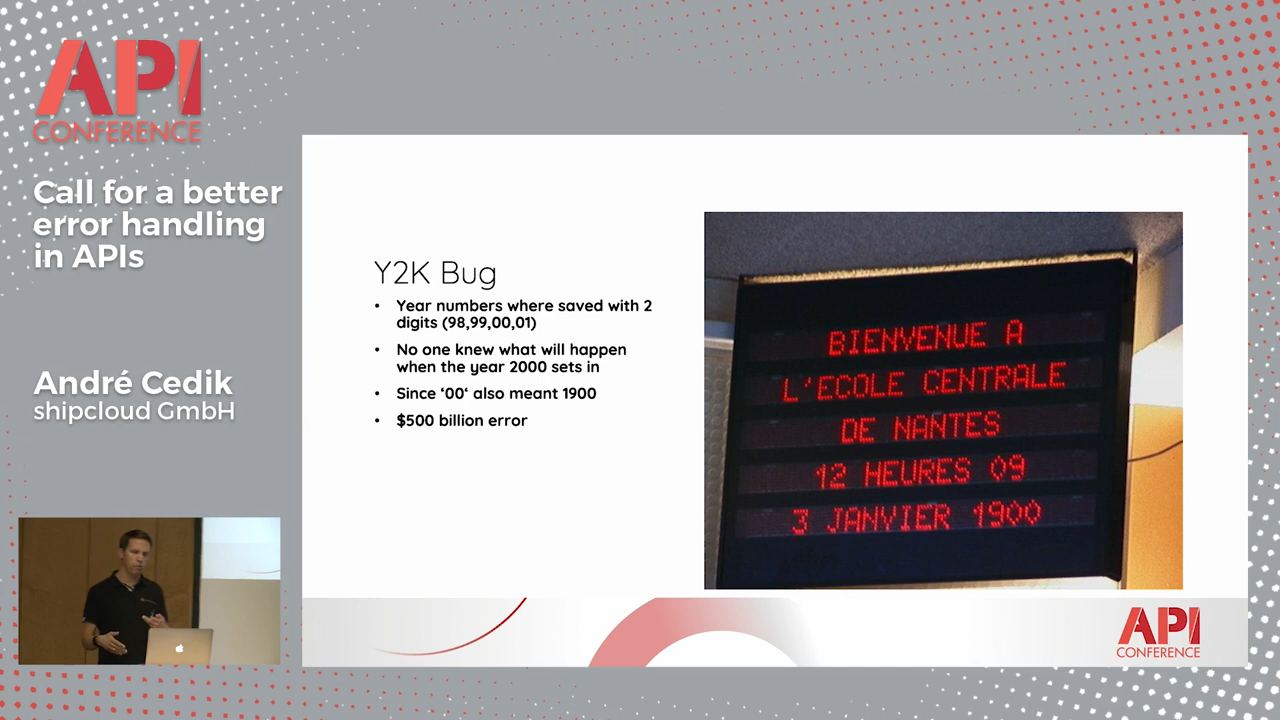 API
CONFERENCE
Call for a better
error handling
in APIs
André Cedik
shipcloud GmbH
Y2K Bug
• Year numbers where saved with 2
digits (98,99,00,01)
• No one knew what will happen
when the year 2000 sets in
• Since ‘00‘ also meant 1900
• $500 billion error
BIENVENUE A
L'ECOLE CENTRALE
DE NANTES
12 HEURES 09
3 JANVIER 1900
API
CONFERENCE